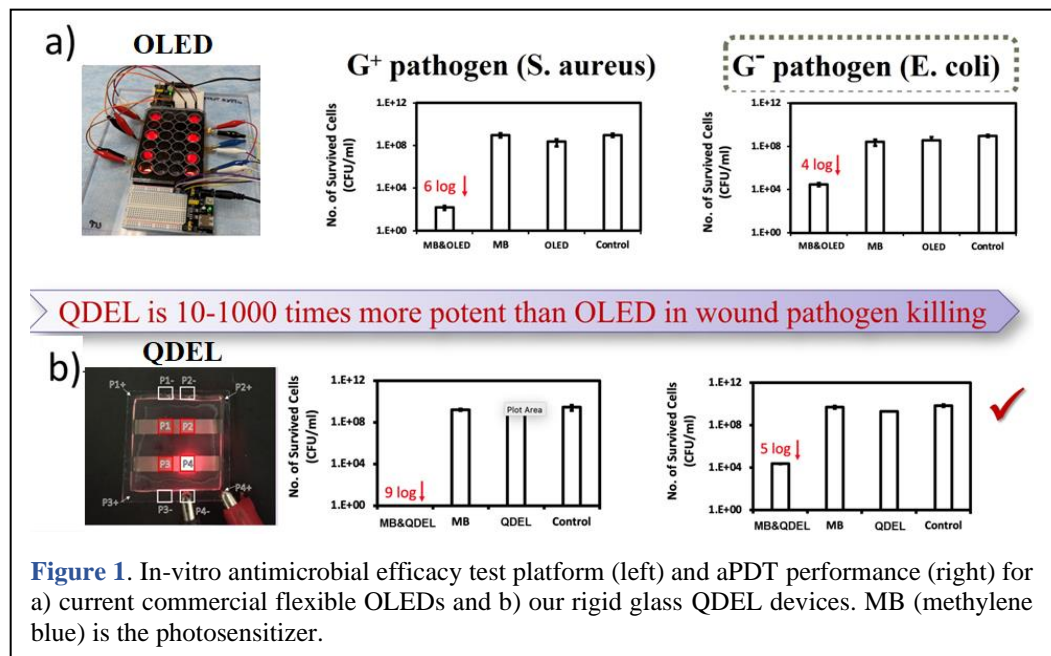 a)
OLED
G+ pathogen (S. aureus)
G- pathogen (E. coli)
No. of Survived Cells
(CFU/ml)
1.E+12
1.E+08
1.E+04
1.E+00
6 log
MB&OLED
MB
OLED
Control
No. of Survived Cells
(CFU/ml)
1.E+12
1.E+08
1.E+04
1.E+00
4 log
MB&OLED
MB
OLED
Control
QDEL is 10-1000 times more potent than OLED in wound pathogen killing
b)
QDEL
P1+
P1-
P2-
P2+
P1
P2
P3
P4
P3+
P3-
P4-
P4+
No. of Survived Cells
(CFU/ml)
1.E+12
1.E+08
1.E+04
1.E+00
Plot Area
9 log
MB&QDEL
MB
QDEL
Control
No. of Survived Cells
(CFU/ml)
1.E+12
1.E+08
1.E+04
1.E+00
5 log
MB&QDEL
MB
QDEL
Control
Figure 1. In-vitro antimicrobial efficacy test platform (left) and aPDT performance (right) for
a) current commercial flexible OLEDs and b) our rigid glass QDEL devices. MB (methylene
blue) is the photosensitizer.